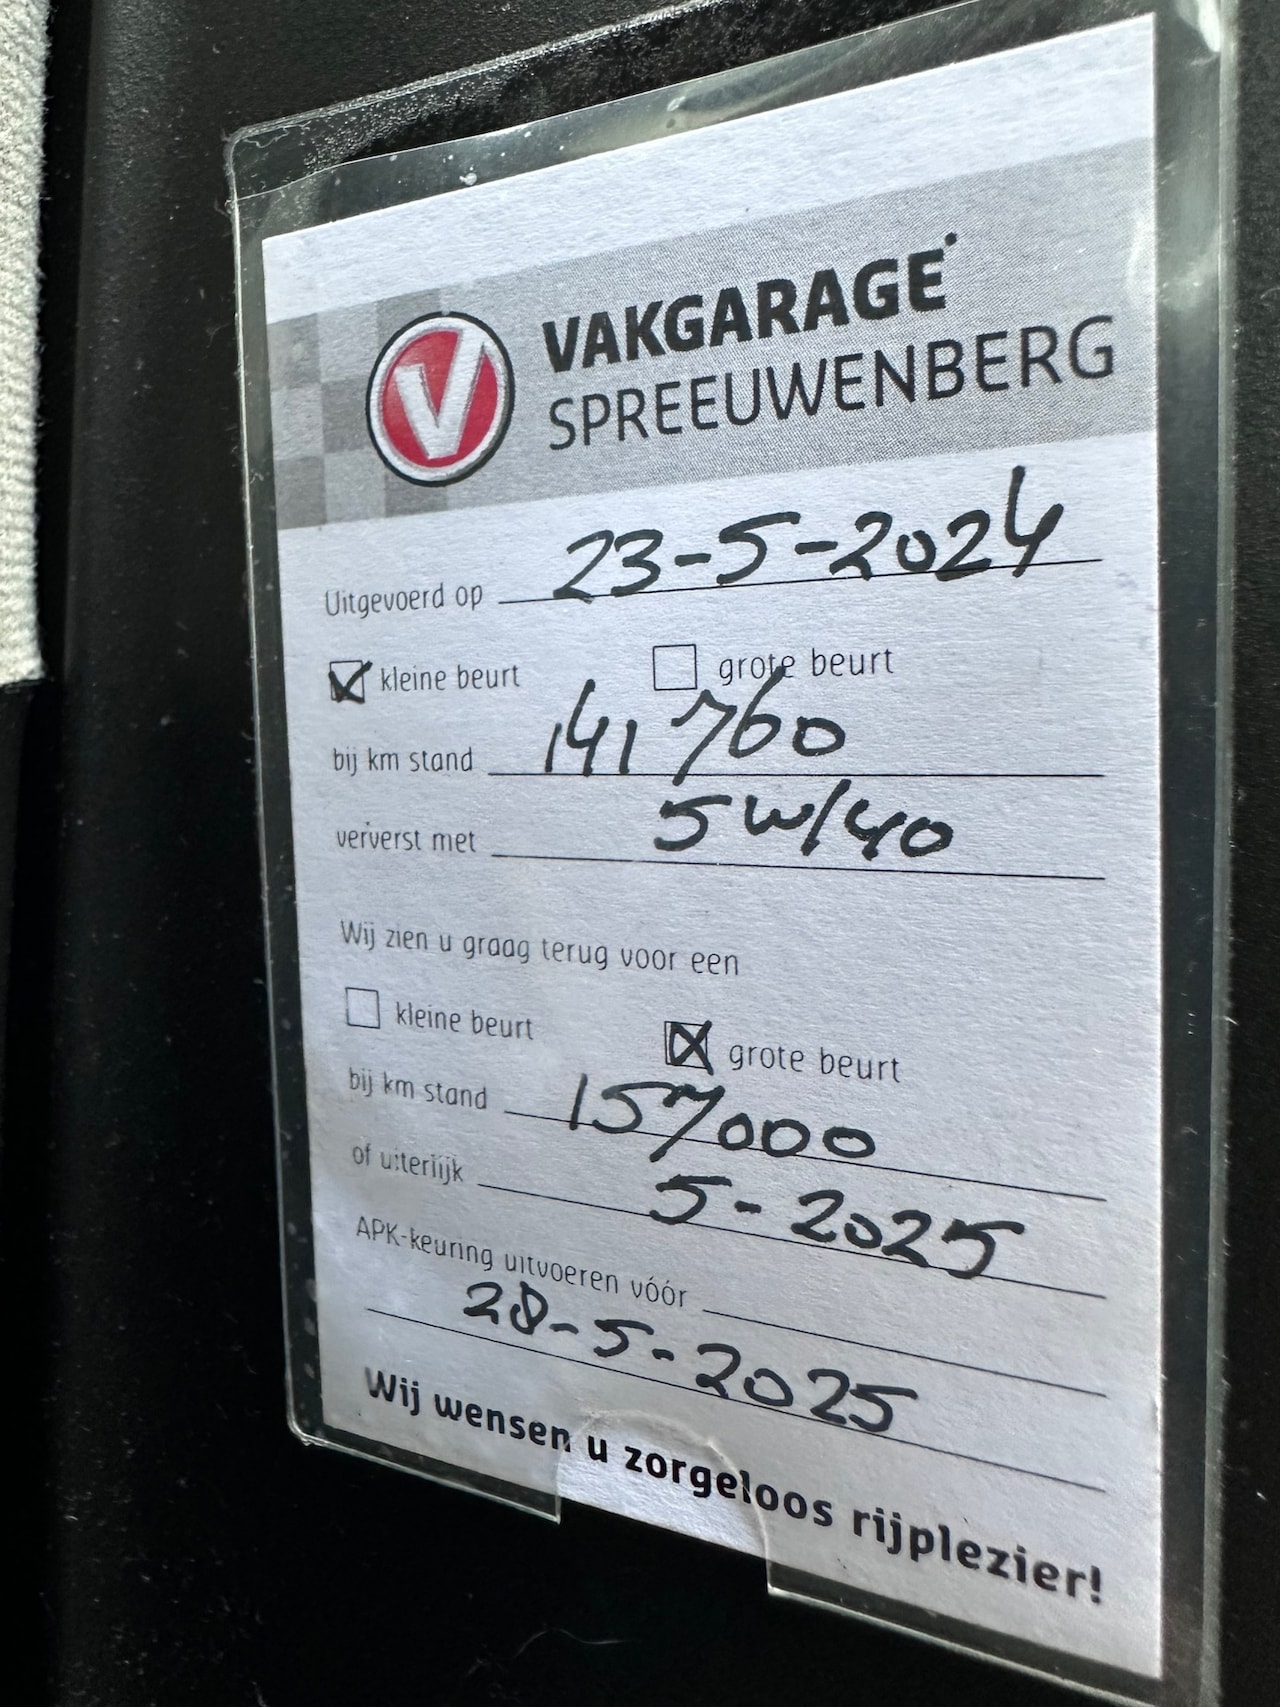 VAKGARAGE
SPREEUWENBERG
Uitgevoerd op 23-5-2024
kleine beurt grote beurt
bij km stand 141760
ververst met 5W/40
Wij zien u graag terug voor een
kleine beurt grote beurt
bij km stand 157000
of uiterlijk 5-2025
APK-keuring uitvoeren vóór
28-5-2025
Wij wensen u zorgeloos rijplezier!